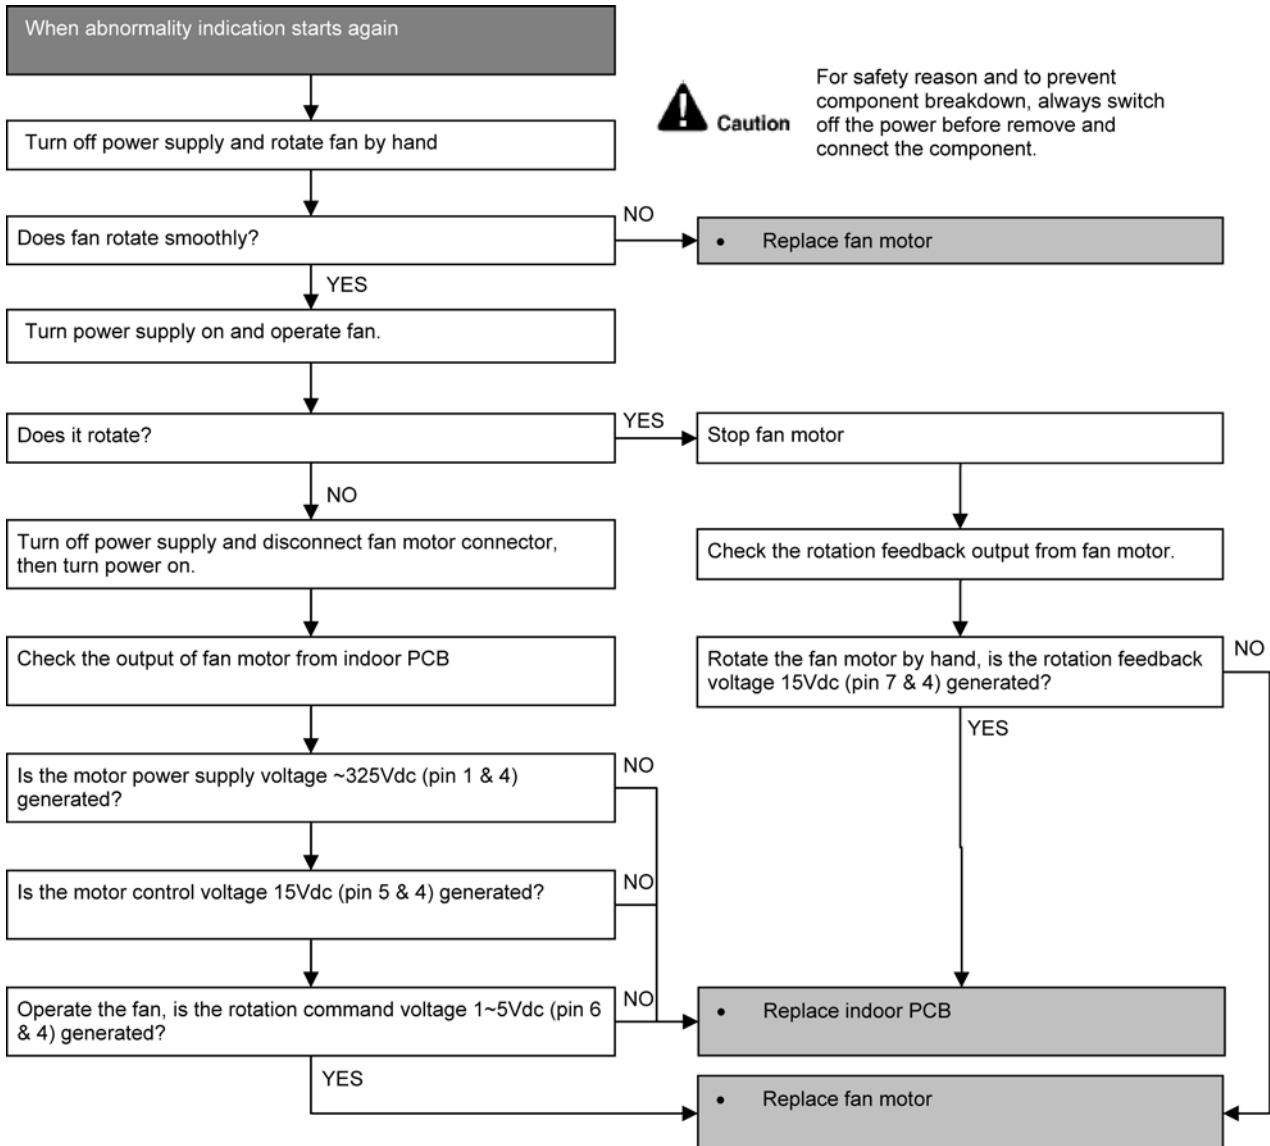 When abnormality indication starts again
Caution
For safety reason and to prevent
component breakdown, always switch
off the power before remove and
connect the component.
Turn off power supply and rotate fan by hand
Does fan rotate smoothly?
NO
• Replace fan motor
YES
Turn power supply on and operate fan.
Does it rotate?
YES
Stop fan motor
NO
Turn off power supply and disconnect fan motor connector,
then turn power on.
Check the rotation feedback output from fan motor.
Check the output of fan motor from indoor PCB
Rotate the fan motor by hand, is the rotation feedback
voltage 15Vdc (pin 7 & 4) generated?
NO
YES
Is the motor power supply voltage ~325Vdc (pin 1 & 4)
generated?
NO
Is the motor control voltage 15Vdc (pin 5 & 4) generated?
NO
Operate the fan, is the rotation command voltage 1~5Vdc (pin 6
& 4) generated?
NO
• Replace indoor PCB
YES
• Replace fan motor